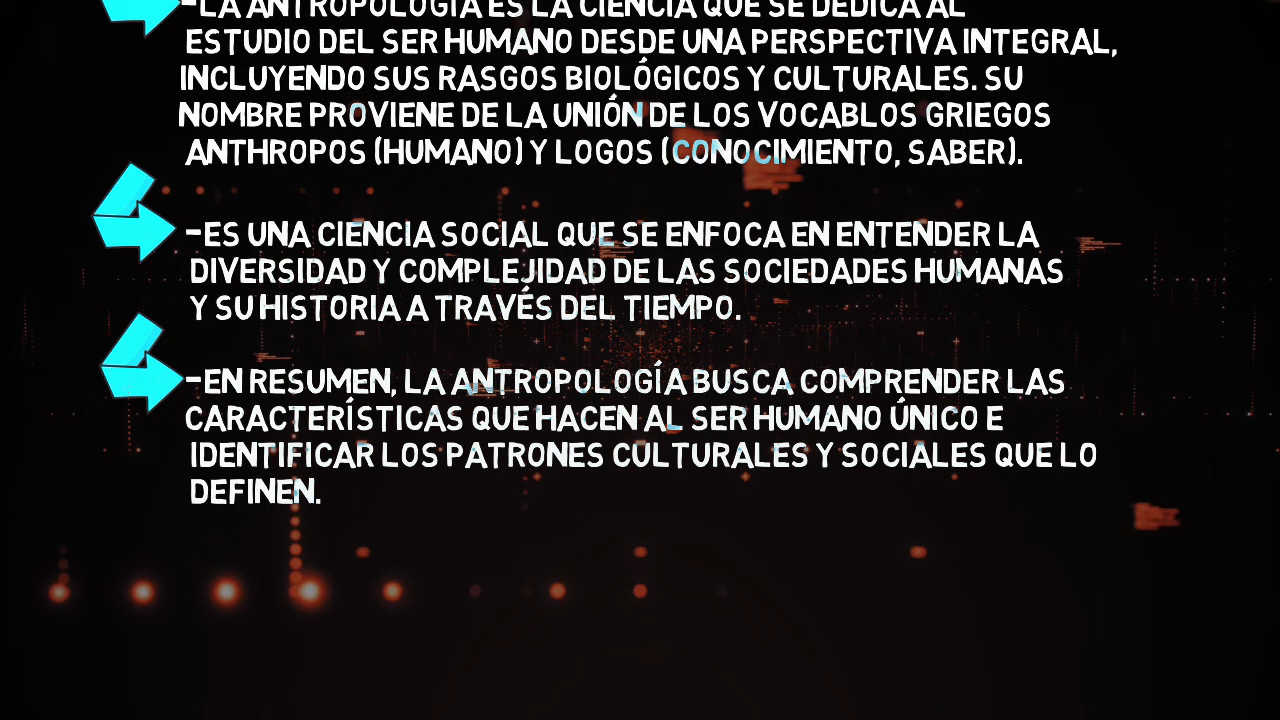 -LA ANTROPOLOGÍA ES LA CIENCIA QUE SE DEDICA AL
ESTUDIO DEL SER HUMANO DESDE UNA PERSPECTIVA INTEGRAL,
INCLUYENDO SUS RASGOS BIOLÓGICOS Y CULTURALES. SU
NOMBRE PROVIENE DE LA UNIÓN DE LOS VOCABLOS GRIEGOS
ANTHROPOS (HUMANO) Y LOGOS (CONOCIMIENTO, SABER).
-ES UNA CIENCIA SOCIAL QUE SE ENFOCA EN ENTENDER LA
DIVERSIDAD Y COMPLEJIDAD DE LAS SOCIEDADES HUMANAS
Y SU HISTORIA A TRAVÉS DEL TIEMPO.
-EN RESUMEN, LA ANTROPOLOGÍA BUSCA COMPRENDER LAS
CARACTERÍSTICAS QUE HACEN AL SER HUMANO ÚNICO E
IDENTIFICAR LOS PATRONES CULTURALES Y SOCIALES QUE LO
DEFINEN.